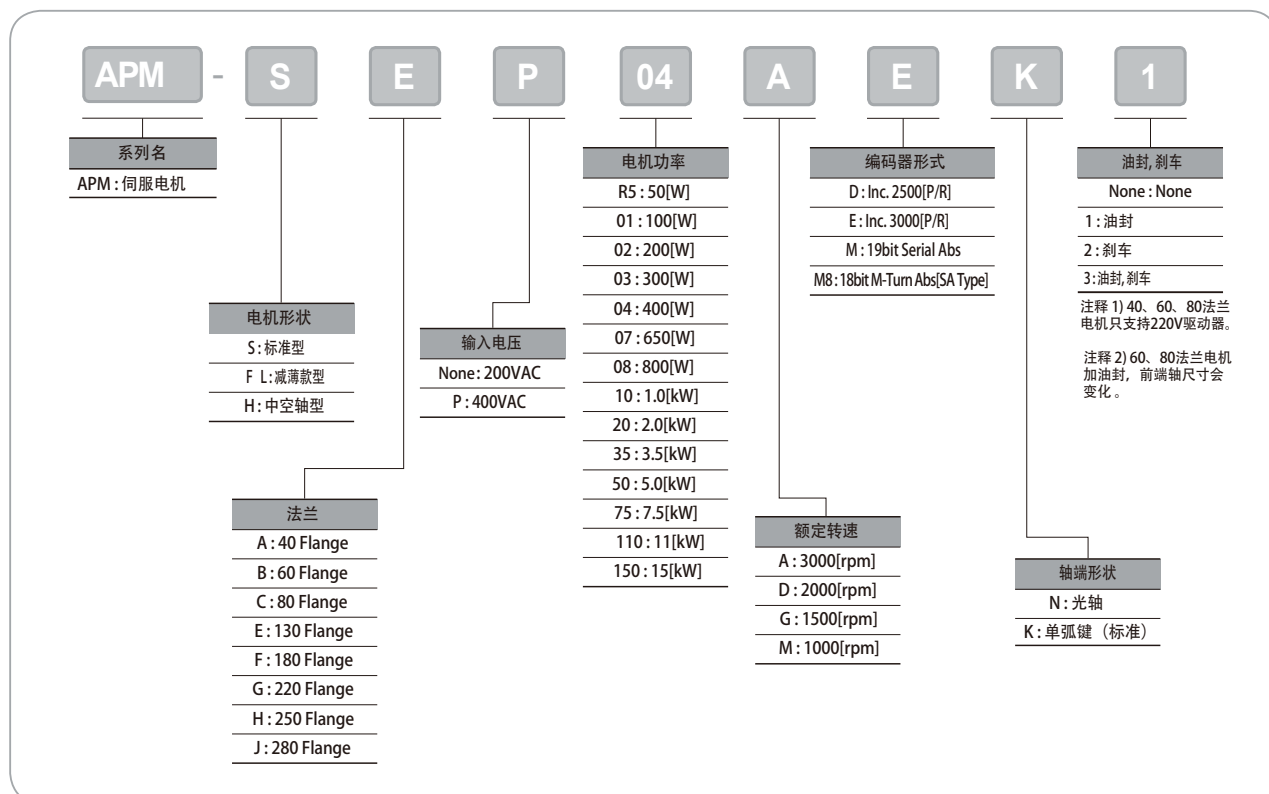 APM - S E P 04 A E K 1
系列名
APM : 伺服电机
电机形状
S : 标准型
F L : 减薄款型
H : 中空轴型
法兰
A : 40 Flange
B : 60 Flange
C : 80 Flange
E : 130 Flange
F : 180 Flange
G : 220 Flange
H : 250 Flange
J : 280 Flange
输入电压
None : 200VAC
P : 400VAC
电机功率
R5 : 50[W]
01 : 100[W]
02 : 200[W]
03 : 300[W]
04 : 400[W]
07 : 650[W]
08 : 800[W]
10 : 1.0[kW]
20 : 2.0[kW]
35 : 3.5[kW]
50 : 5.0[kW]
75 : 7.5[kW]
110 : 11[kW]
150 : 15[kW]
额定转速
A : 3000[rpm]
D : 2000[rpm]
G : 1500[rpm]
M : 1000[rpm]
编码器形式
D : Inc. 2500[P/R]
E : Inc. 3000[P/R]
M : 19bit Serial Abs
M8 : 18bit M-Turn Abs[SA Type]
轴端形状
N : 光轴
K : 单弧键（标准）
油封, 刹车
None : None
1 : 油封
2 : 刹车
3 : 油封, 刹车
注释 1) 40、60、80法兰
电机只支持220V驱动器。
注释 2) 60、80法兰电机
加油封，前端轴尺寸会
变化 。